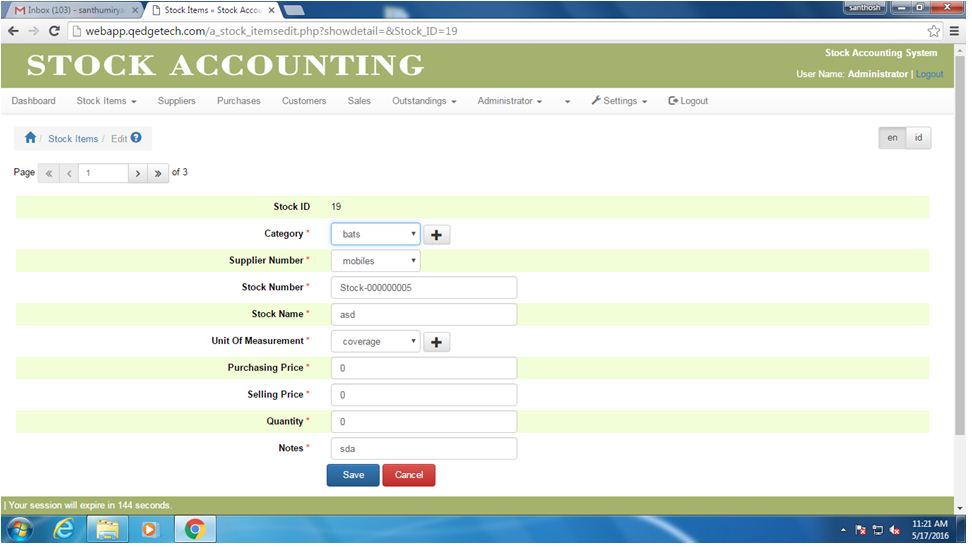 Inbox (103) - santhumirya
Stock Items « Stock Accou
santhosh
webapp.qedgetech.com/a_stock_itemsedit.php?showdetail=&Stock_ID=19
STOCK ACCOUNTING
Stock Accounting System
User Name: Administrator | Logout
Dashboard Stock Items Suppliers Purchases Customers Sales Outstandings Administrator Settings Logout
/ Stock Items / Edit ?
en id
Page « < 1 > » of 3
Stock ID 19
Category * bats
Supplier Number * mobiles
Stock Number * Stock-000000005
Stock Name * asd
Unit Of Measurement * coverage
Purchasing Price * 0
Selling Price * 0
Quantity * 0
Notes * sda
Save Cancel
| Your session will expire in 144 seconds.
11:21 AM
5/17/2016